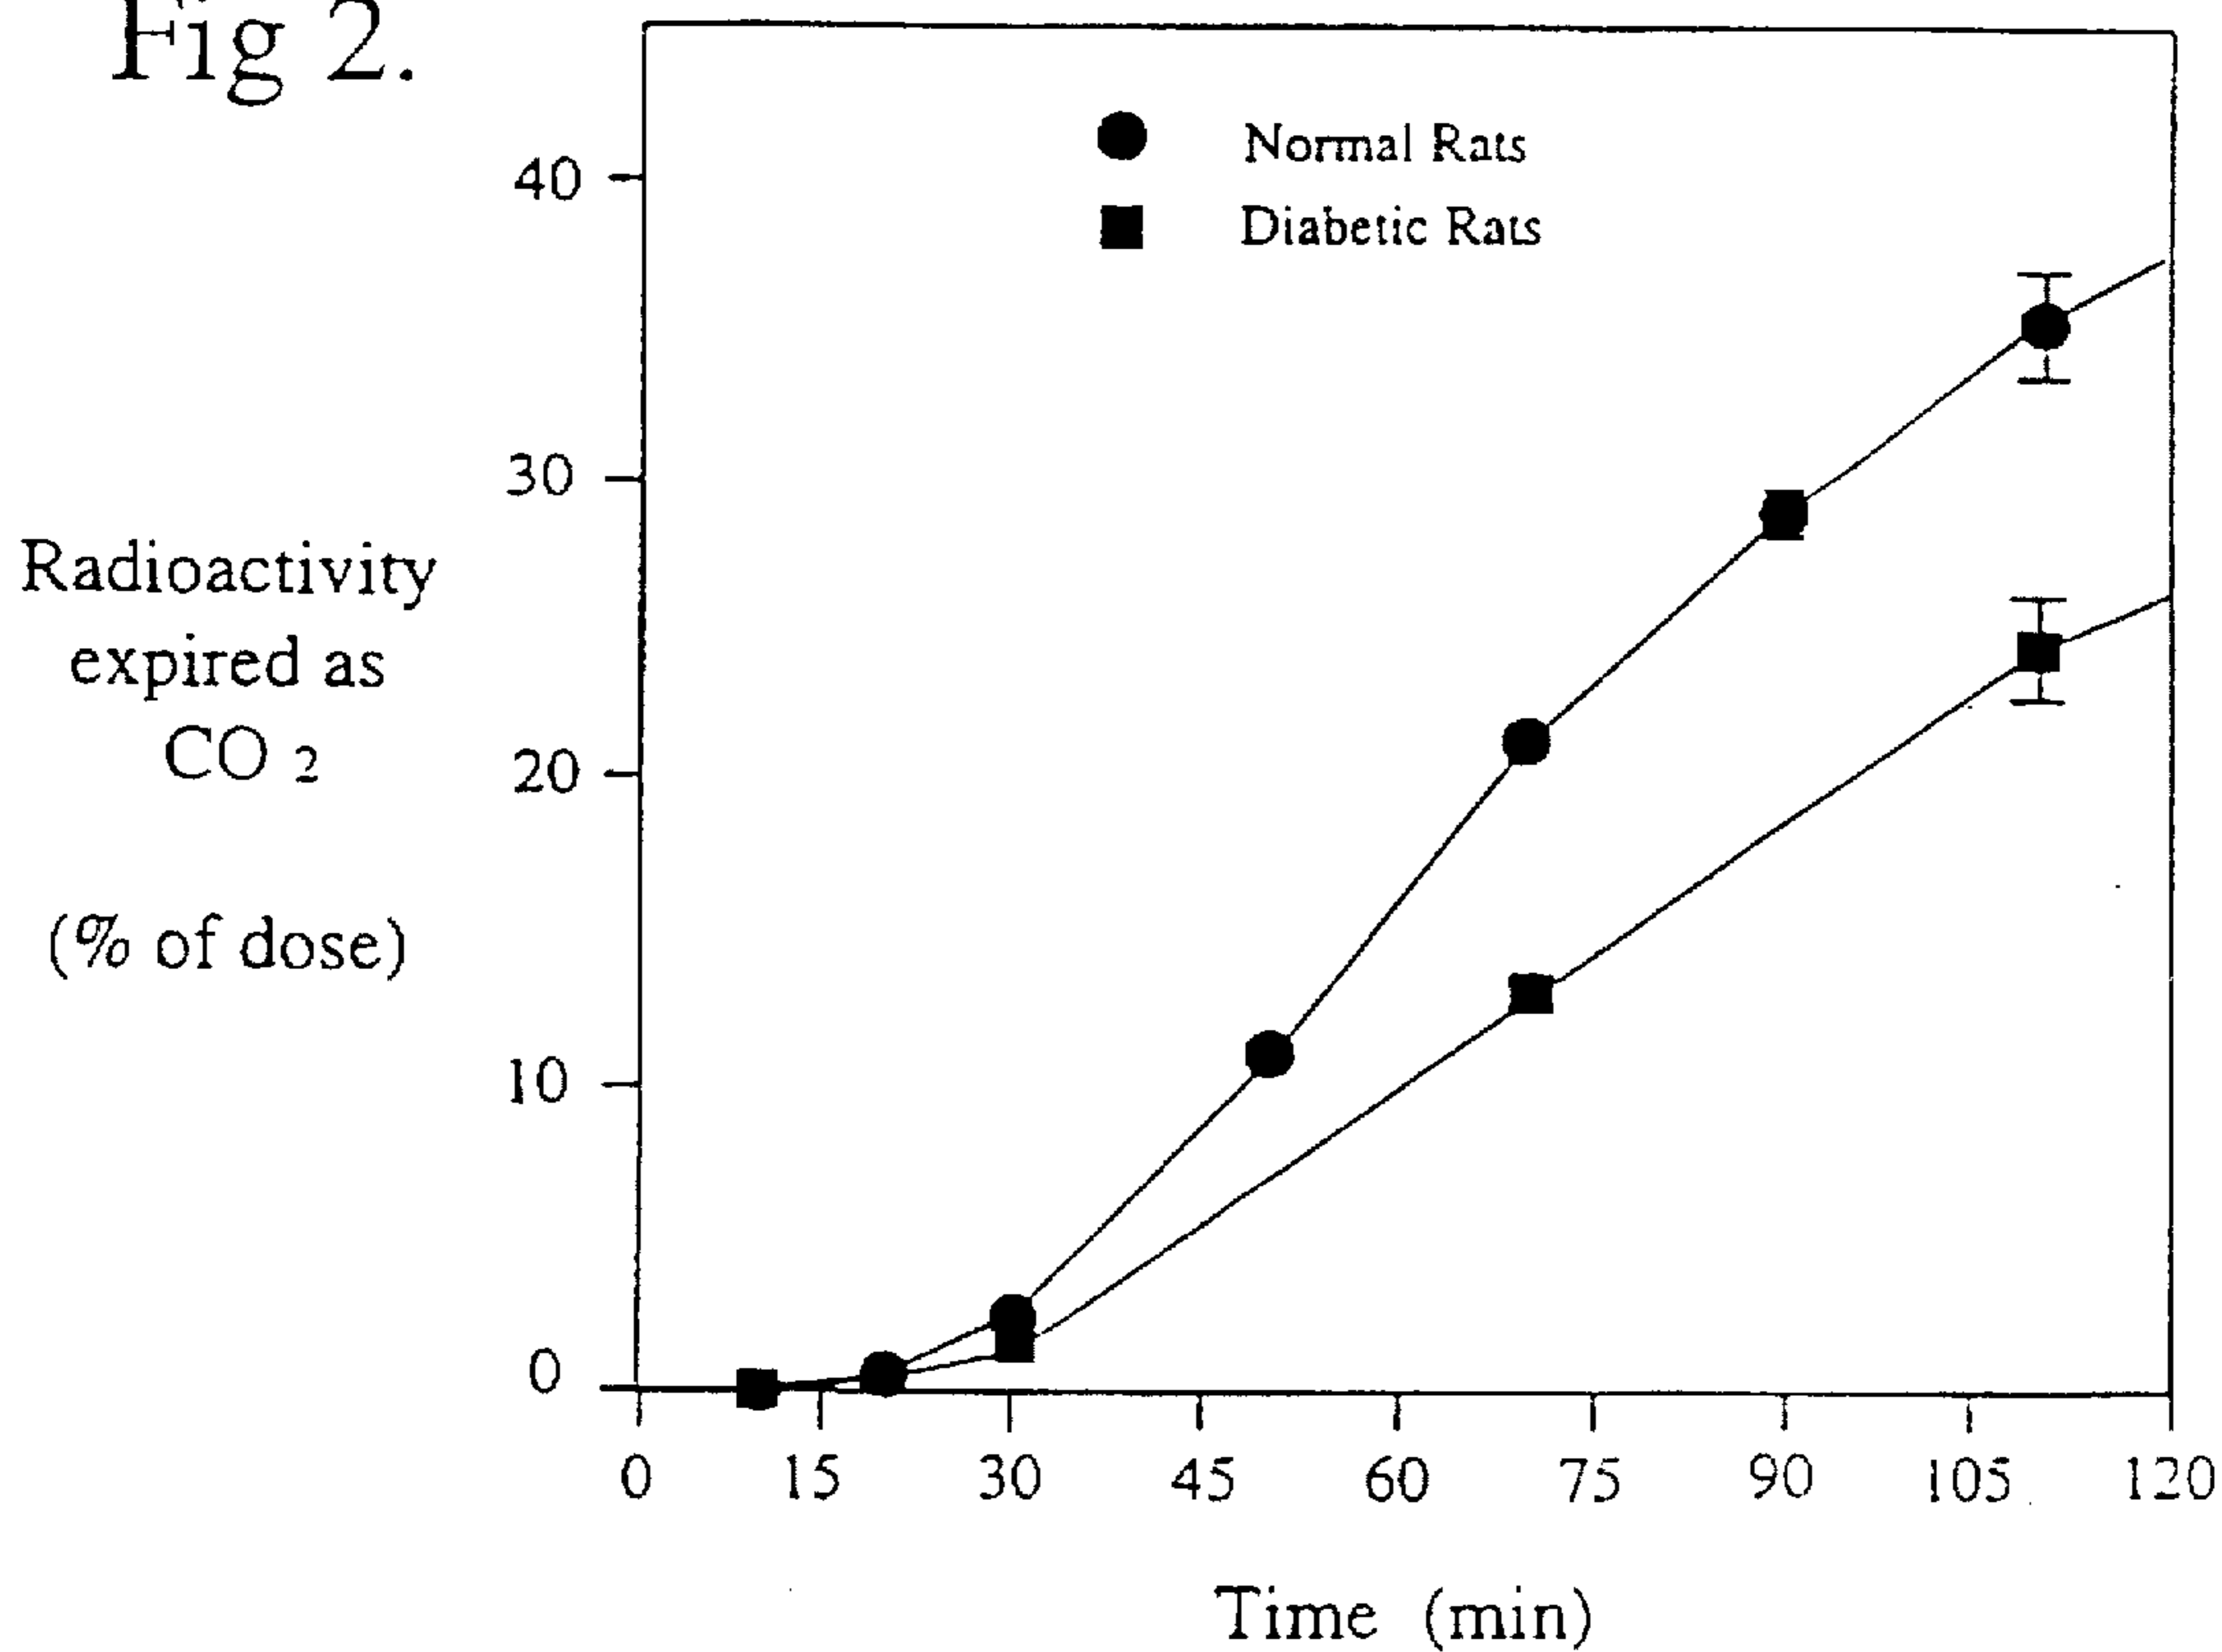 Fig 2.
Normal Rats
Diabetic Rats
40
30
20
10
0
Radioactivity
expired as
CO 2
(% of dose)
0 15 30 45 60 75 90 105 120
Time (min)